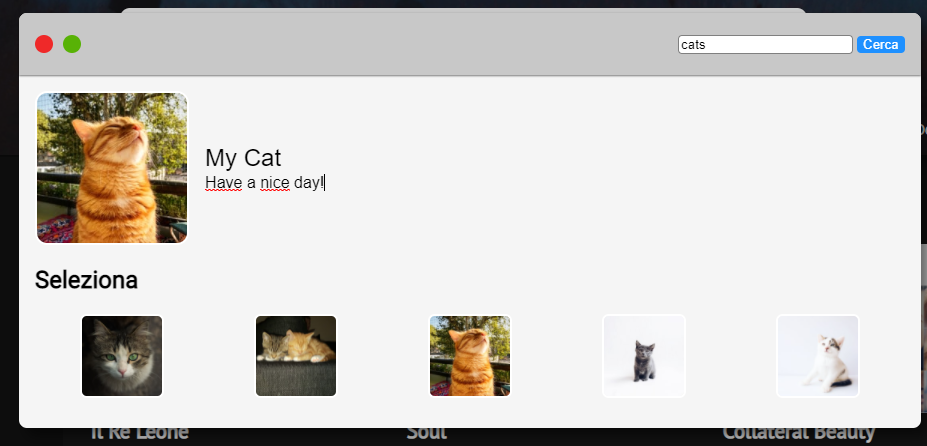 cats
Cerca
My Cat
Have a nice day!
Seleziona
Il Re Leone
Soul
Collateral Beauty